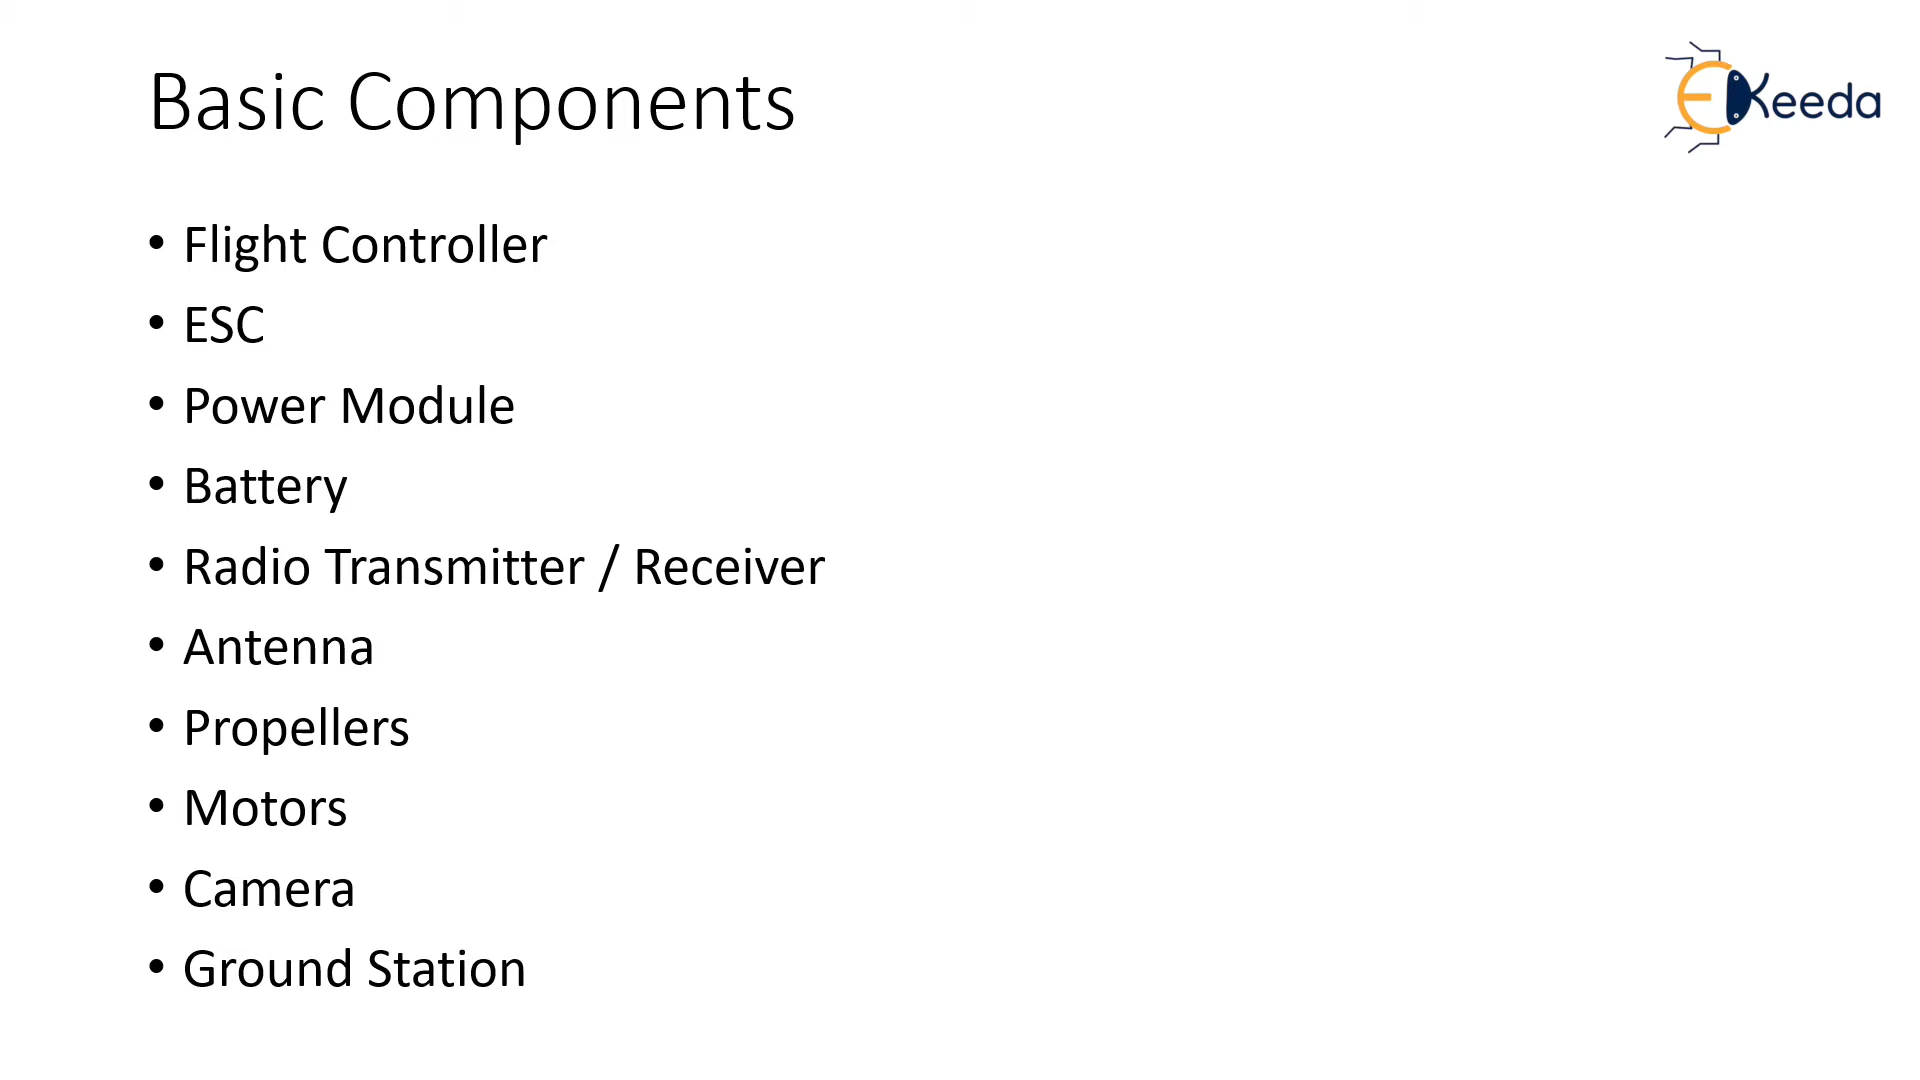 Basic Components
EKeeda
• Flight Controller
• ESC
• Power Module
• Battery
• Radio Transmitter / Receiver
• Antenna
• Propellers
• Motors
• Camera
• Ground Station